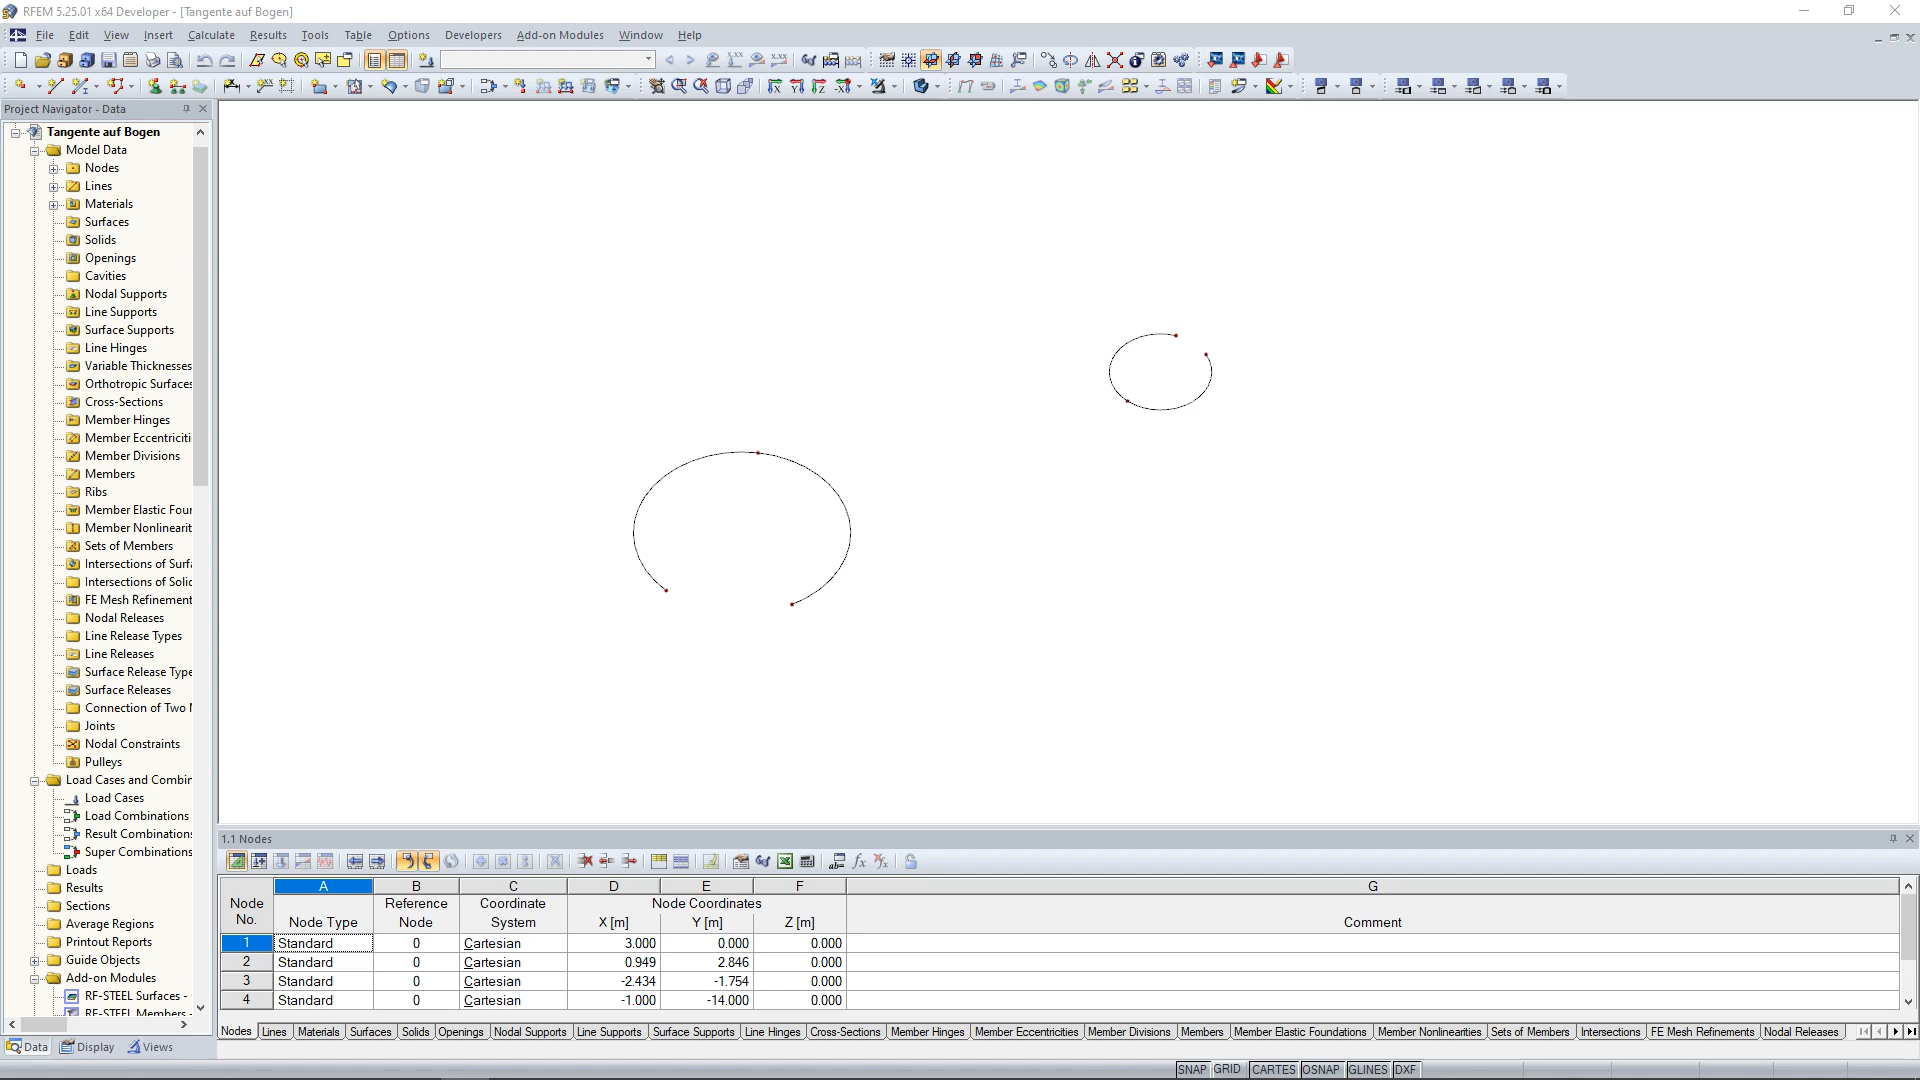 RFEM 5.25.01 x64 Developer - [Tangente auf Bogen]
File Edit View Insert Calculate Results Tools Table Options Developers Add-on Modules Window Help
Project Navigator - Data
Tangente auf Bogen
Model Data
Nodes
Lines
Materials
Surfaces
Solids
Openings
Cavities
Nodal Supports
Line Supports
Surface Supports
Line Hinges
Variable Thicknesses
Orthotropic Surfaces
Cross-Sections
Member Hinges
Member Eccentriciti
Member Divisions
Members
Ribs
Member Elastic Four
Member Nonlinearit
Sets of Members
Intersections of Surfa
Intersections of Solic
FE Mesh Refinement
Nodal Releases
Line Release Types
Line Releases
Surface Release Type
Surface Releases
Connection of Two M
Joints
Nodal Constraints
Pulleys
Load Cases and Combin
Load Cases
Load Combinations
Result Combinations
Super Combinations
Loads
Results
Sections
Average Regions
Printout Reports
Guide Objects
Add-on Modules
RF-STEEL Surfaces -
RF-STEEL Members -
Data Display Views
1.1 Nodes
A B C D E F G
Node Reference Coordinate Node Coordinates
No. Node Type Node System X [m] Y [m] Z [m] Comment
1 Standard 0 Cartesian 3.000 0.000 0.000
2 Standard 0 Cartesian 0.949 2.846 0.000
3 Standard 0 Cartesian -2.434 -1.754 0.000
4 Standard 0 Cartesian -1.000 -14.000 0.000
Nodes Lines Materials Surfaces Solids Openings Nodal Supports Line Supports Surface Supports Line Hinges Cross-Sections Member Hinges Member Eccentricities Member Divisions Members Member Elastic Foundations Member Nonlinearities Sets of Members Intersections FE Mesh Refinements Nodal Releases
SNAP GRID CARTES OSNAP GLINES DXF